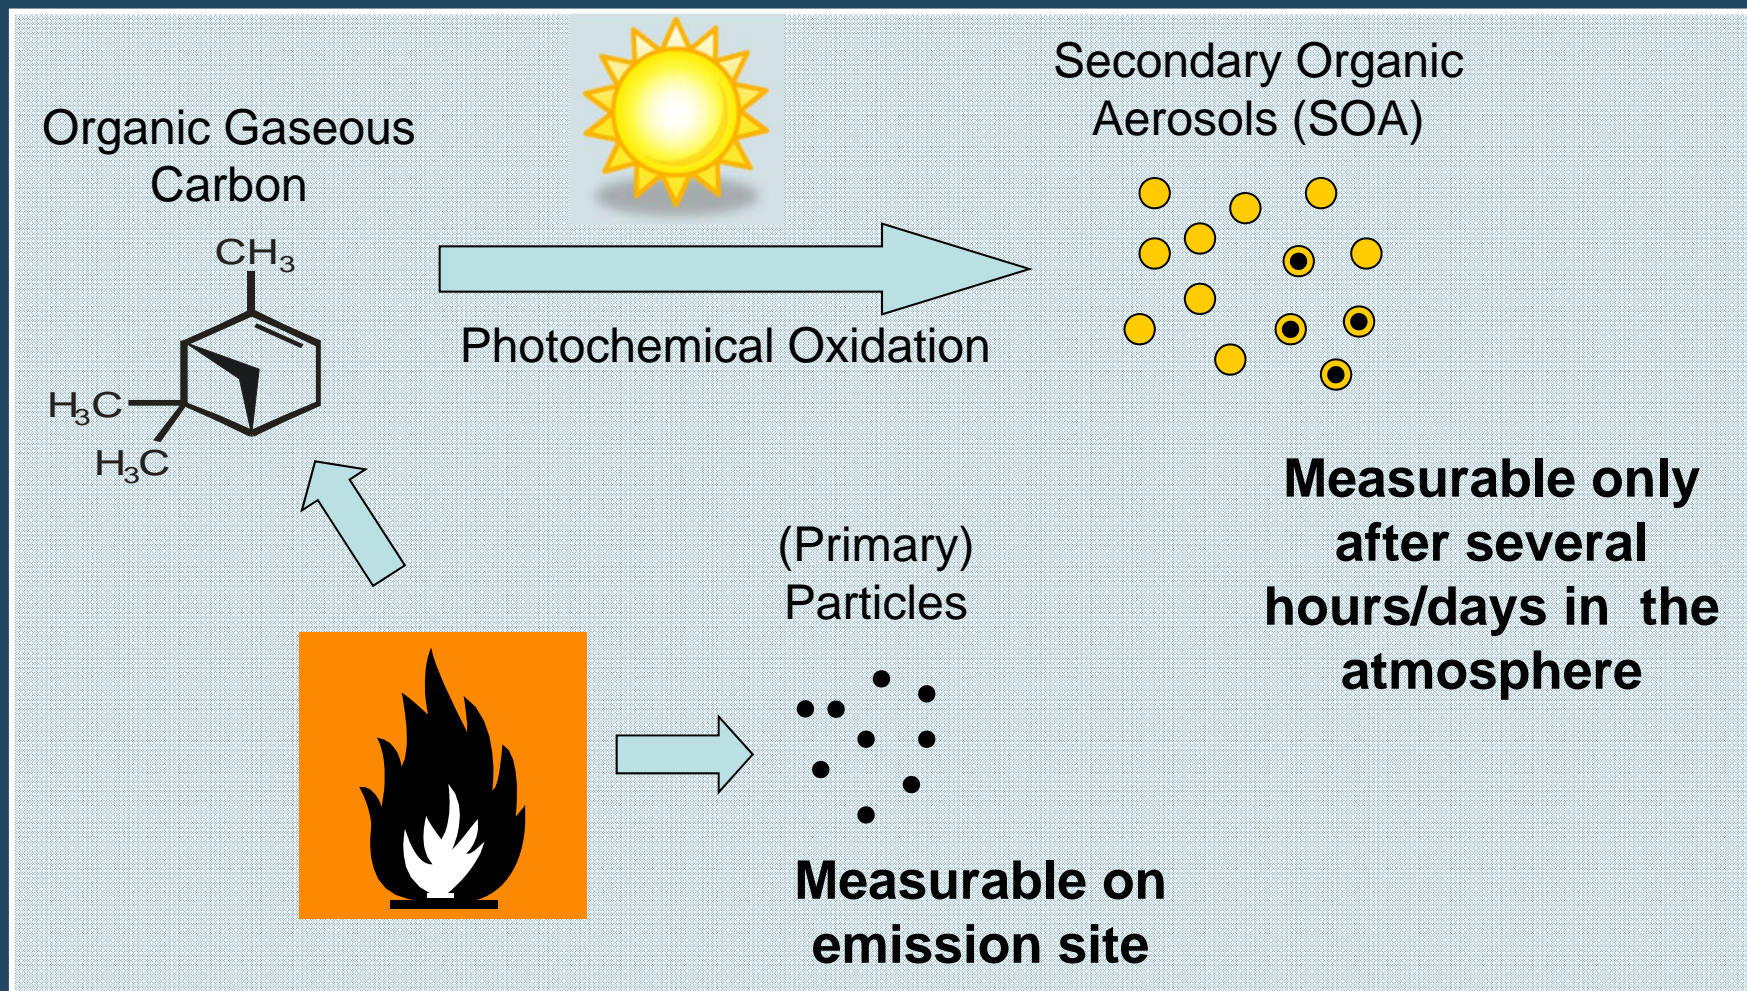 Organic Gaseous
Carbon
CH₃
H₃C
H₃C
Photochemical Oxidation
Secondary Organic
Aerosols (SOA)
Measurable only
after several
hours/days in  the
atmosphere
(Primary)
Particles
Measurable on
emission site